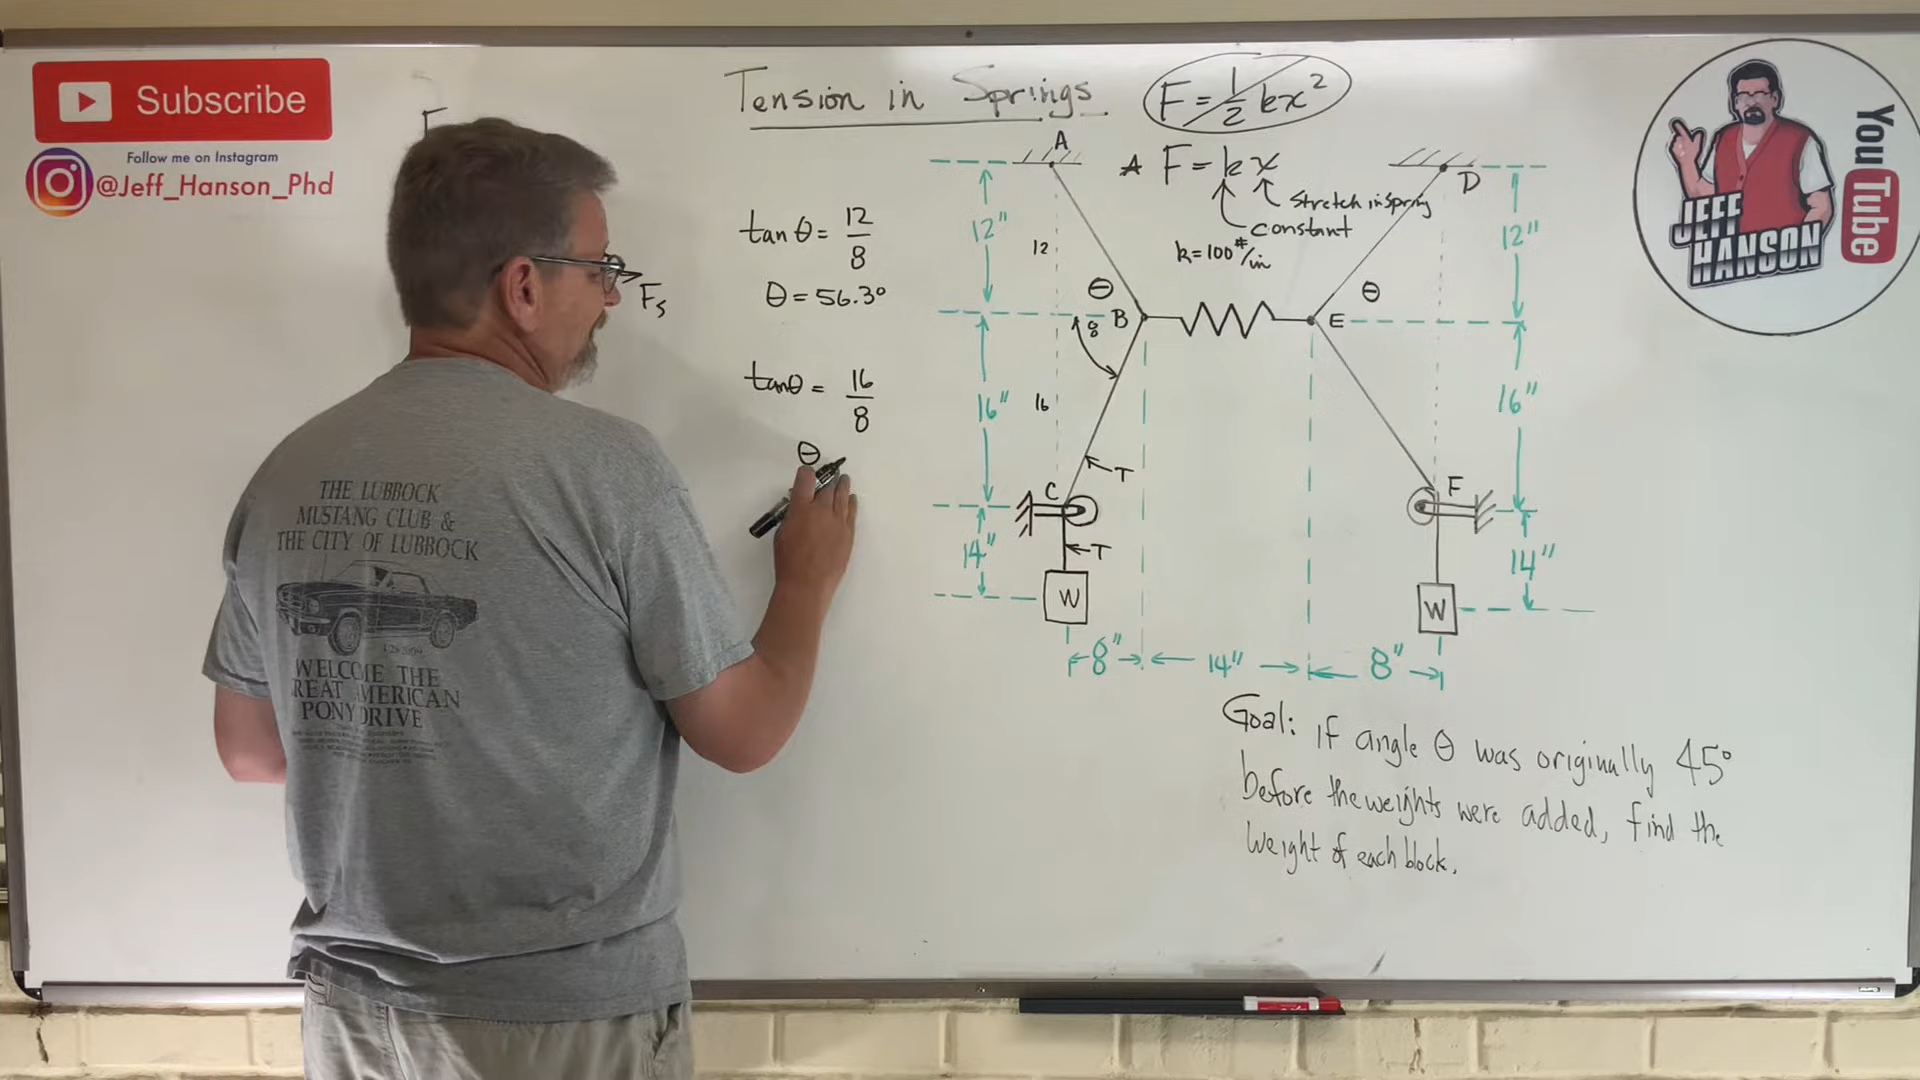 Subscribe
Follow me on Instagram
@Jeff_Hanson_Phd
F
Fs
Tension in Springs
F = 1/2 kx²
A
F = kx
stretch in spring
constant
k = 100 #/in
D
tan θ = 12/8
θ = 56.3°
tan θ = 16/8
θ
12"
12
θ
8
B
E
θ
12"
16"
16
T
C
F
16"
14"
T
W
W
14"
8"
14"
8"
Goal: If angle θ was originally 45°
before the weights were added, find the
weight of each block.
JEFF
HANSON
YouTube
THE LUBBOCK
MUSTANG CLUB &
THE CITY OF LUBBOCK
WELCOME THE
GREAT AMERICAN
PONY DRIVE